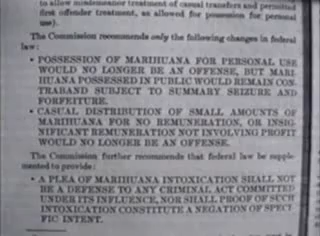 to allow misdemeanor treatment of casual transfers and permitted
first offender treatment, as allowed for possession for personal
use).
The Commission recommends only the following changes in federal
law:
• POSSESSION OF MARIHUANA FOR PERSONAL USE
WOULD NO LONGER BE AN OFFENSE, BUT MARI-
HUANA POSSESSED IN PUBLIC WOULD REMAIN CON-
TRABAND SUBJECT TO SUMMARY SEIZURE AND
FORFEITURE.
• CASUAL DISTRIBUTION OF SMALL AMOUNTS OF
MARIHUANA FOR NO REMUNERATION, OR INSIG-
NIFICANT REMUNERATION NOT INVOLVING PROFIT
WOULD NO LONGER BE AN OFFENSE.
The Commission further recommends that federal law be supple-
mented to provide:
• A PLEA OF MARIHUANA INTOXICATION SHALL NOT
BE A DEFENSE TO ANY CRIMINAL ACT COMMITTED
UNDER ITS INFLUENCE, NOR SHALL PROOF OF SUCH
INTOXICATION CONSTITUTE A NEGATION OF SPECI-
FIC INTENT.